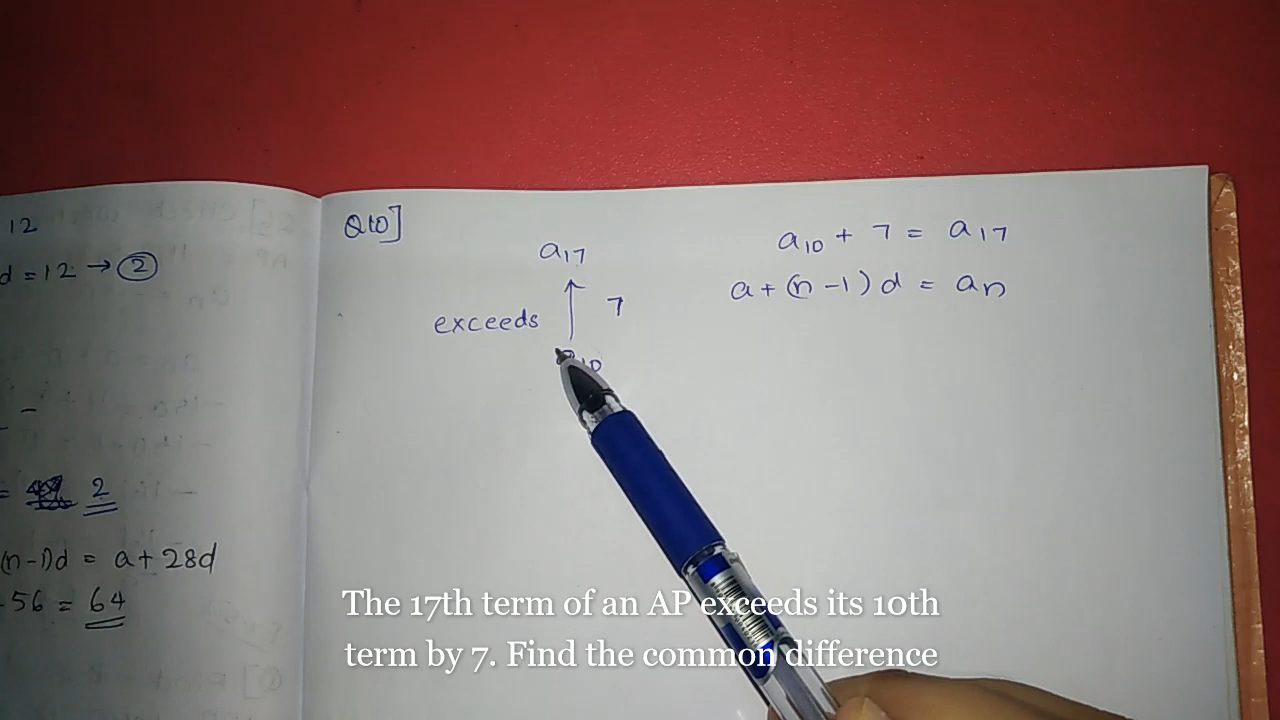 12
d = 12 → ②
-
= 2
(n-1)d = a + 28d
-56 = 64
Q10]
a17
exceeds 7
a10
a10 + 7 = a17
a + (n-1)d = an
The 17th term of an AP exceeds its 10th
term by 7. Find the common difference